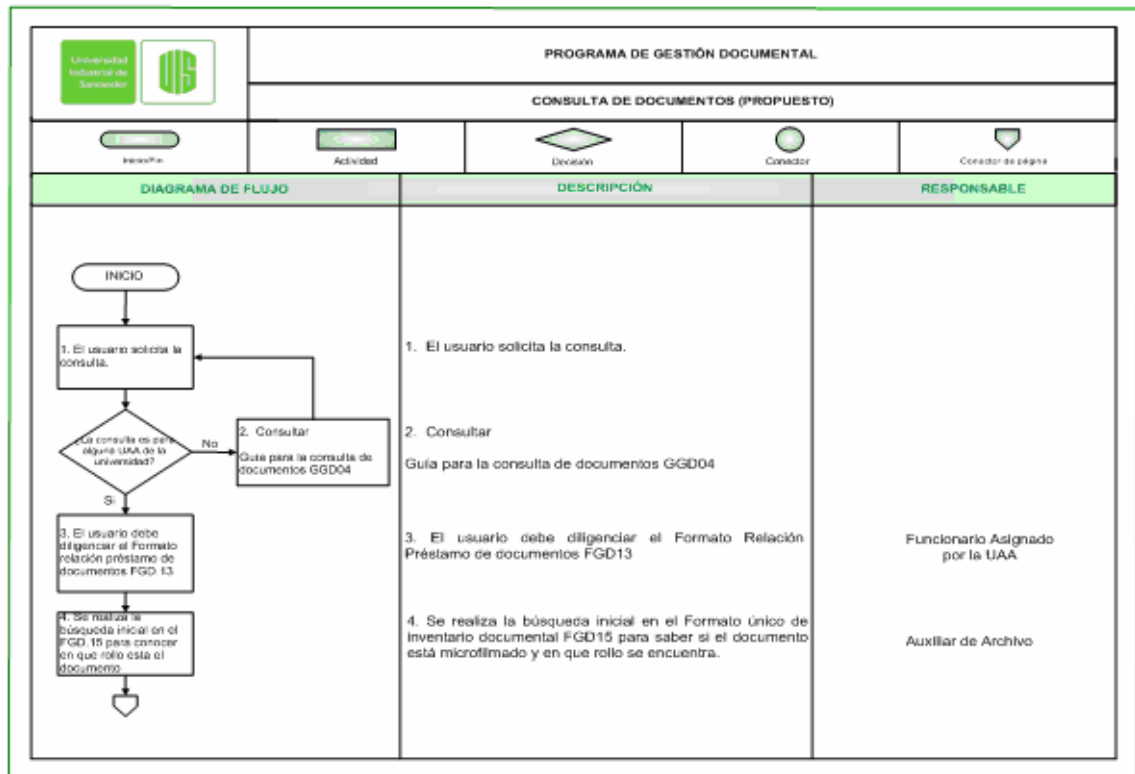 Universidad
Industrial de
Santander
UIS
PROGRAMA DE GESTIÓN DOCUMENTAL
CONSULTA DE DOCUMENTOS (PROPUESTO)
Inicio/Fin
Actividad
Decisión
Conector
Conector de página
DIAGRAMA DE FLUJO
DESCRIPCIÓN
RESPONSABLE
INICIO
1. El usuario solicita la
consulta.
1. El usuario solicita la consulta.
¿La consulta es para
alguna UAA de la
universidad?
No
2. Consultar
Guia para la consulta de
documentos GGD04
2. Consultar
Guía para la consulta de documentos GGD04
Si
3. El usuario debe
diligenciar el Formato
relación préstamo de
documentos FGD.13
3. El usuario debe diligenciar el Formato Relación
Préstamo de documentos FGD13
Funcionario Asignado
por la UAA
4. Se realiza la
búsqueda inicial en el
FGD.15 para conocer
en que rollo esta el
documento
4. Se realiza la búsqueda inicial en el Formato único de
inventario documental FGD15 para saber si el documento
está microfilmado y en que rollo se encuentra.
Auxiliar de Archivo